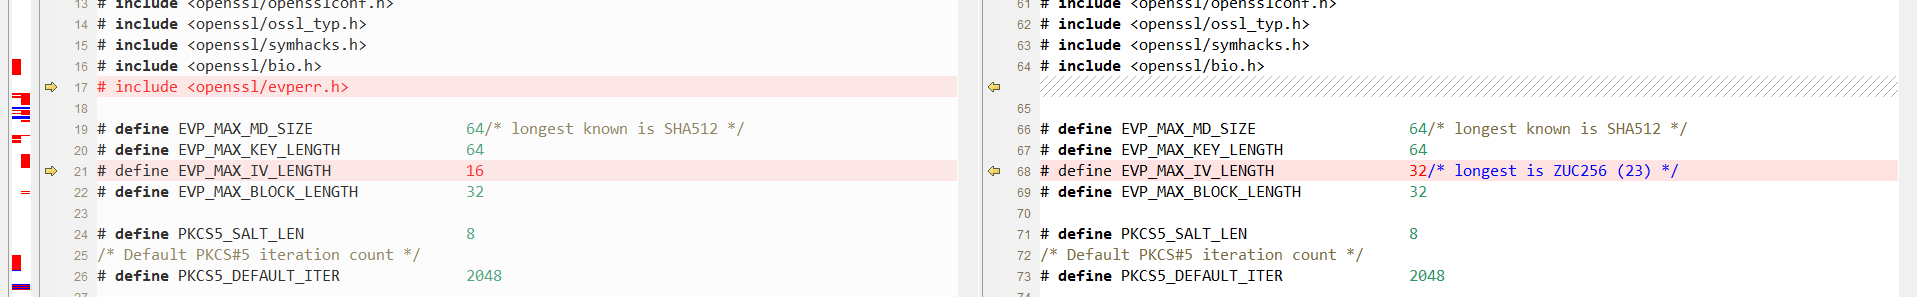 13 # include <openssl/opensslconf.h>
14 # include <openssl/ossl_typ.h>
15 # include <openssl/symhacks.h>
16 # include <openssl/bio.h>
17 # include <openssl/evperr.h>
18
19 # define EVP_MAX_MD_SIZE                 64/* longest known is SHA512 */
20 # define EVP_MAX_KEY_LENGTH              64
21 # define EVP_MAX_IV_LENGTH               16
22 # define EVP_MAX_BLOCK_LENGTH            32
23
24 # define PKCS5_SALT_LEN                  8
25 /* Default PKCS#5 iteration count */
26 # define PKCS5_DEFAULT_ITER              2048
27
61 # include <openssl/opensslconf.h>
62 # include <openssl/ossl_typ.h>
63 # include <openssl/symhacks.h>
64 # include <openssl/bio.h>
65
66 # define EVP_MAX_MD_SIZE                 64/* longest known is SHA512 */
67 # define EVP_MAX_KEY_LENGTH              64
68 # define EVP_MAX_IV_LENGTH               32/* longest is ZUC256 (23) */
69 # define EVP_MAX_BLOCK_LENGTH            32
70
71 # define PKCS5_SALT_LEN                  8
72 /* Default PKCS#5 iteration count */
73 # define PKCS5_DEFAULT_ITER              2048
74